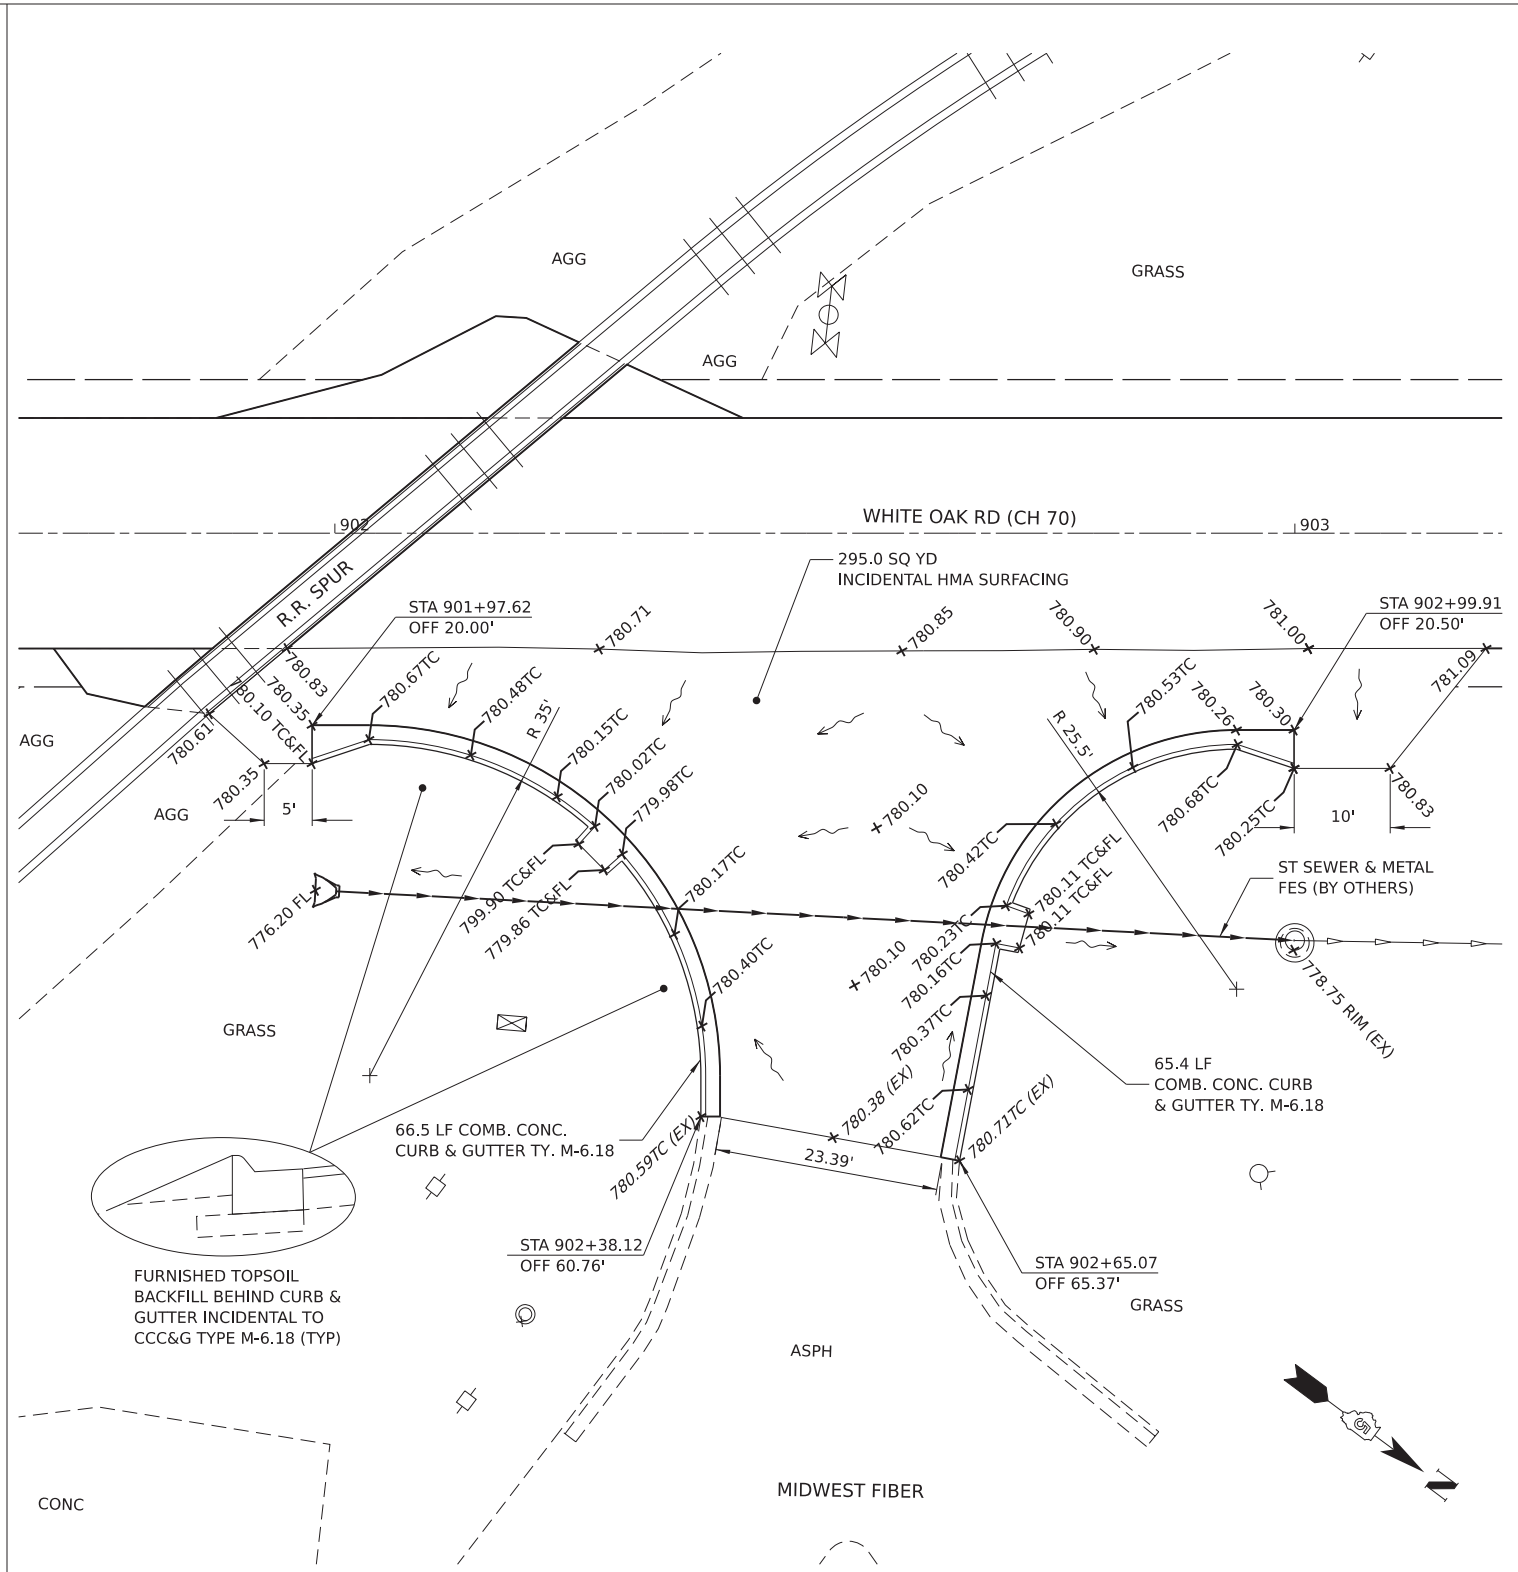 AGG
GRASS
AGG
WHITE OAK RD (CH 70)
902
903
295.0 SQ YD
INCIDENTAL HMA SURFACING
R.R. SPUR
STA 901+97.62
OFF 20.00'
STA 902+99.91
OFF 20.50'
780.71
780.85
780.90
781.00
781.09
780.83
780.67TC
780.48TC
R 35'
780.15TC
780.02TC
779.98TC
780.35
780.10 TC&FL
780.61
780.35
5'
AGG
AGG
R 25.5'
780.53TC
780.26
780.30
780.68TC
780.25TC
780.83
10'
780.10
780.42TC
780.11 TC&FL
780.11 TC&FL
ST SEWER & METAL
FES (BY OTHERS)
776.20 FL
799.90 TC&FL
779.86 TC&FL
780.17TC
780.40TC
780.10
780.23TC
780.16TC
780.37TC
778.75 RIM (EX)
GRASS
65.4 LF
COMB. CONC. CURB
& GUTTER TY. M-6.18
66.5 LF COMB. CONC.
CURB & GUTTER TY. M-6.18
780.59TC (EX)
780.38 (EX)
780.62TC
780.71TC (EX)
23.39'
STA 902+38.12
OFF 60.76'
STA 902+65.07
OFF 65.37'
GRASS
FURNISHED TOPSOIL
BACKFILL BEHIND CURB &
GUTTER INCIDENTAL TO
CCC&G TYPE M-6.18 (TYP)
ASPH
5
N
CONC
MIDWEST FIBER